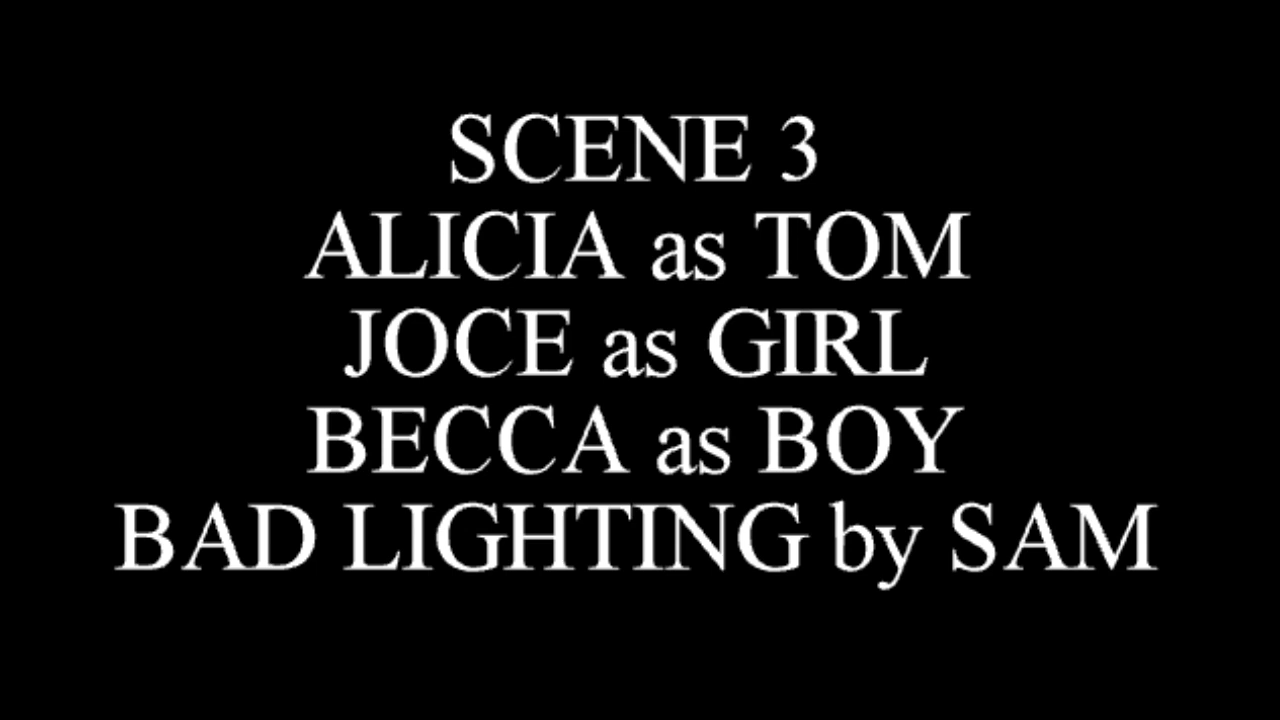 SCENE 3
ALICIA as TOM
JOCE as GIRL
BECCA as BOY
BAD LIGHTING by SAM